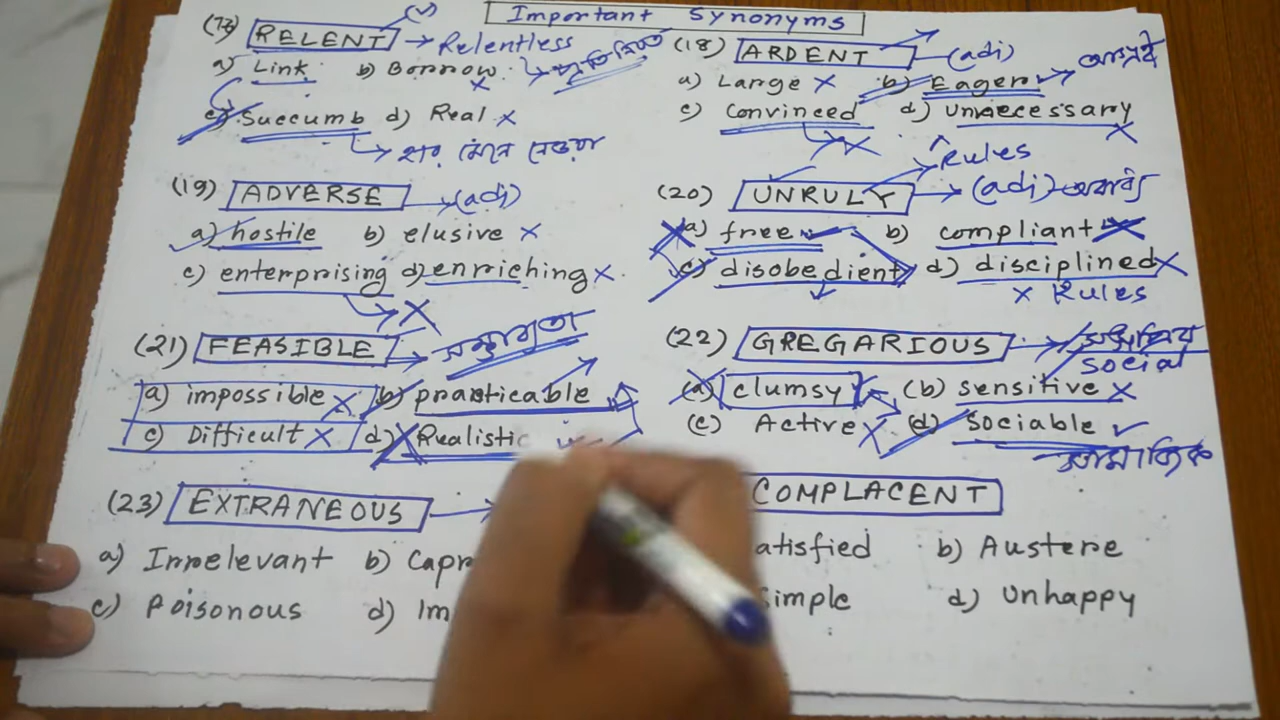 Important Synonyms
(17) RELENT → Relentless (v)
a) Link b) Borrow
c) Succumb d) Real
হার মেনে নেওয়া
(18) ARDENT (adj)
a) Large b) Eager
c) Convinced d) unnecessary
(19) ADVERSE (adj)
a) hostile b) elusive
c) enterprising d) enriching
Rules
(20) UNRULY → (adj) অবাধ্য
a) free b) compliant
c) disobedient d) disciplined
Rules
(21) FEASIBLE →
a) impossible b) practicable
c) Difficult d) Realistic
(22) GREGARIOUS →
Social
(a) clumsy (b) sensitive
(c) Active (d) Sociable
সামাজিক
(23) EXTRANEOUS →
a) Irrelevant b) Capr
c) Poisonous d) Im
COMPLACENT
atisfied b) Austere
Simple d) Unhappy